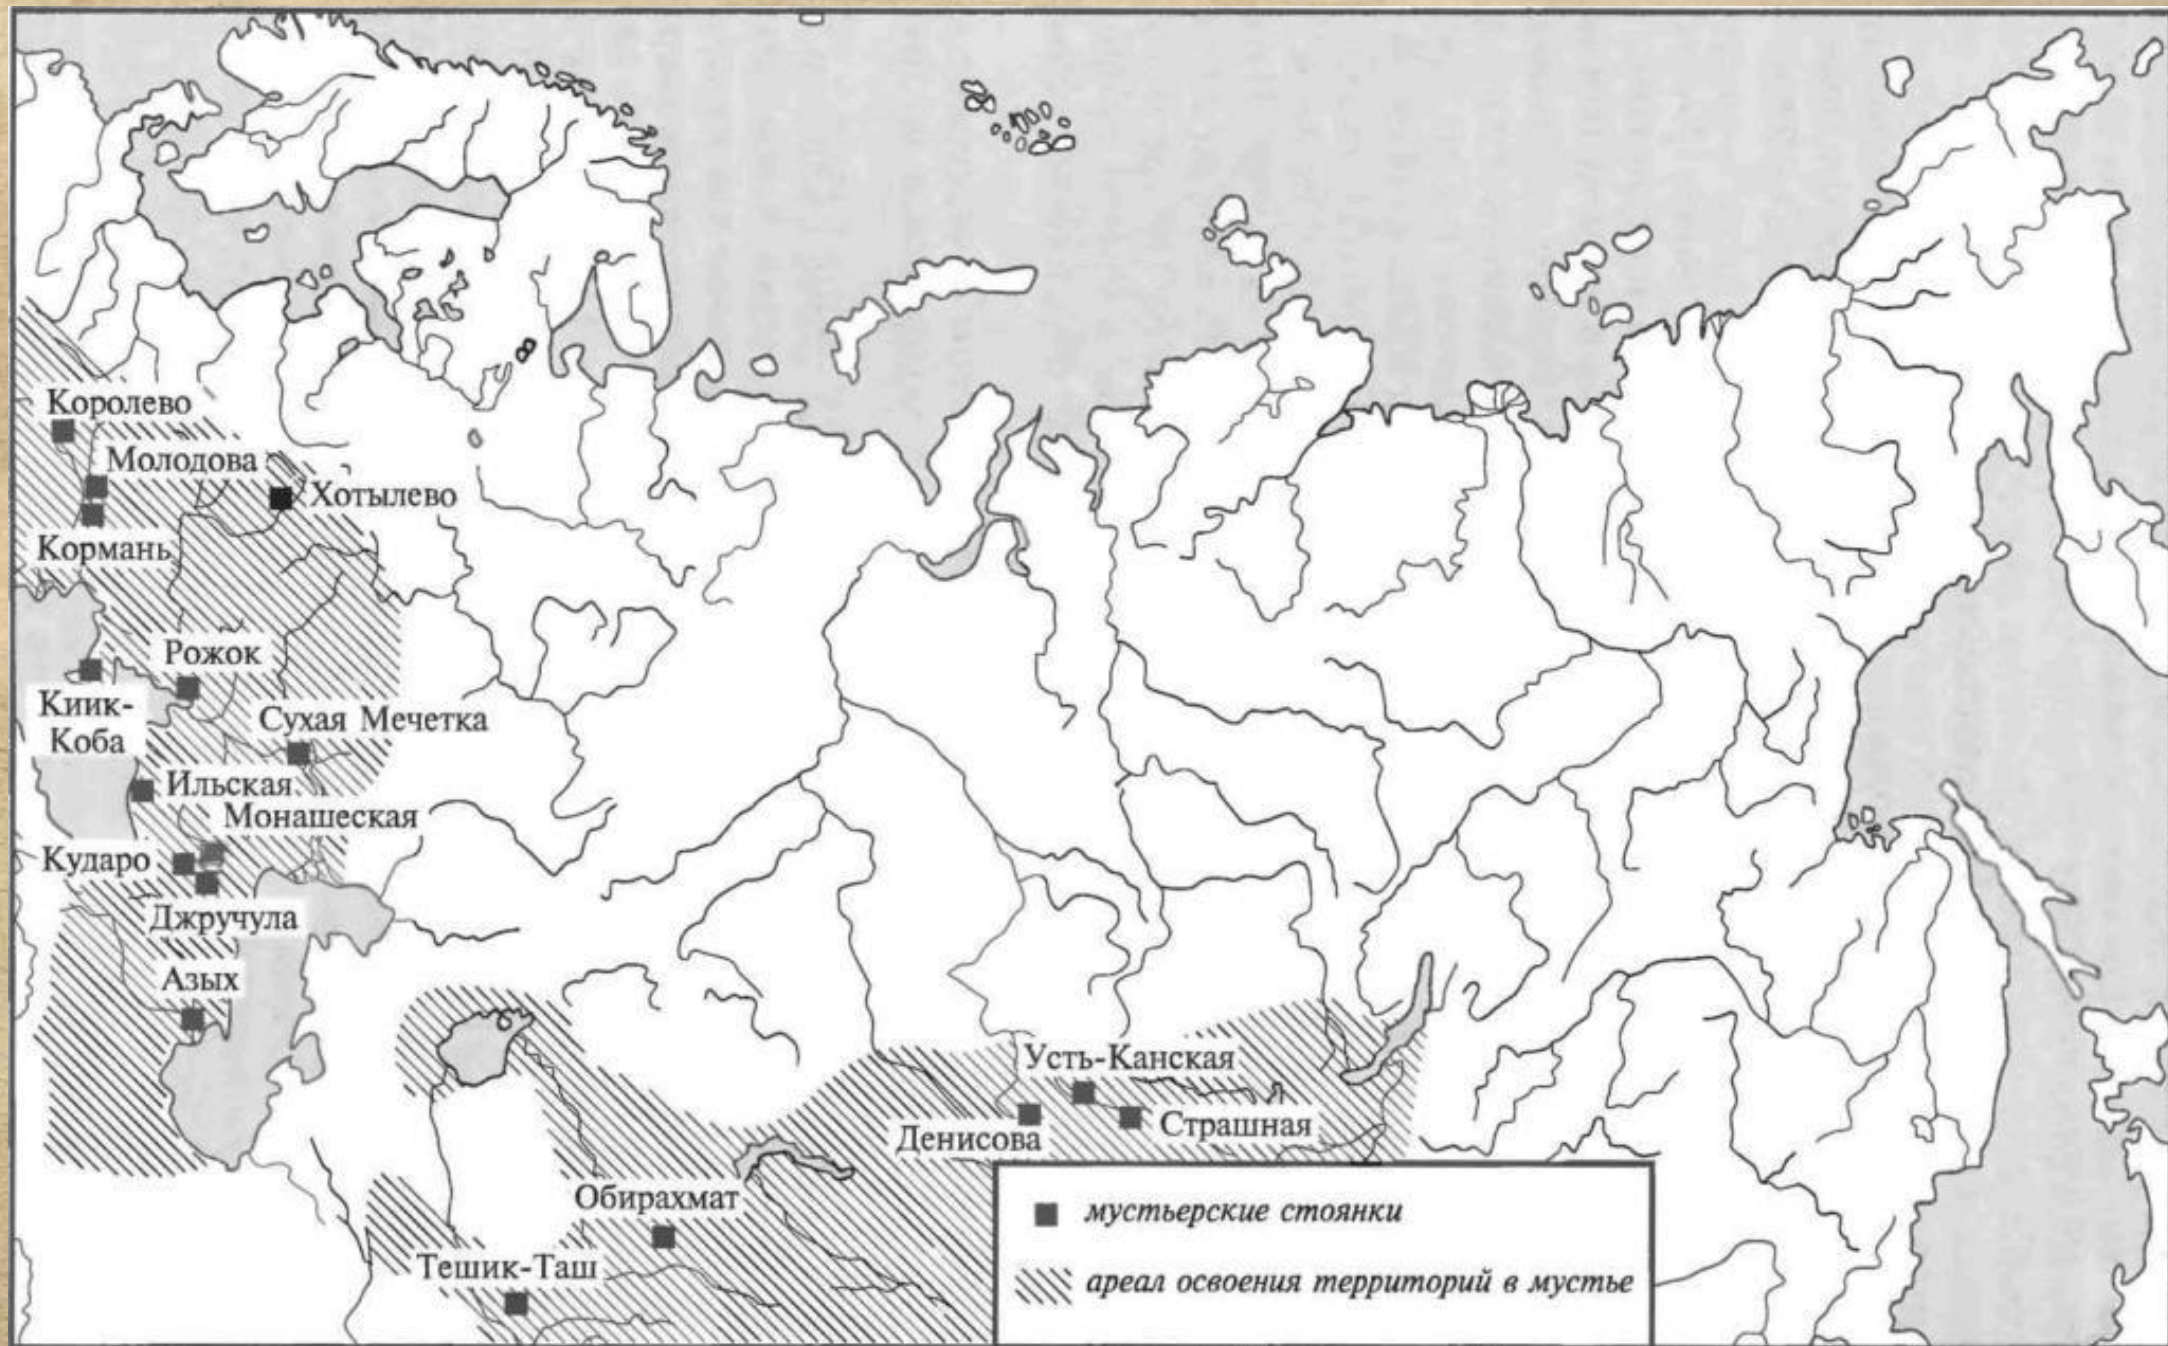 Королево
Молодова
Хотылево
Кормань
Рожок
Киик-
Коба
Сухая Мечетка
Ильская
Монашеская
Кударо
Джручула
Азых
Усть-Канская
Денисова
Страшная
Обирахмат
Тешик-Таш
мустьерские стоянки
ареал освоения территорий в мустье